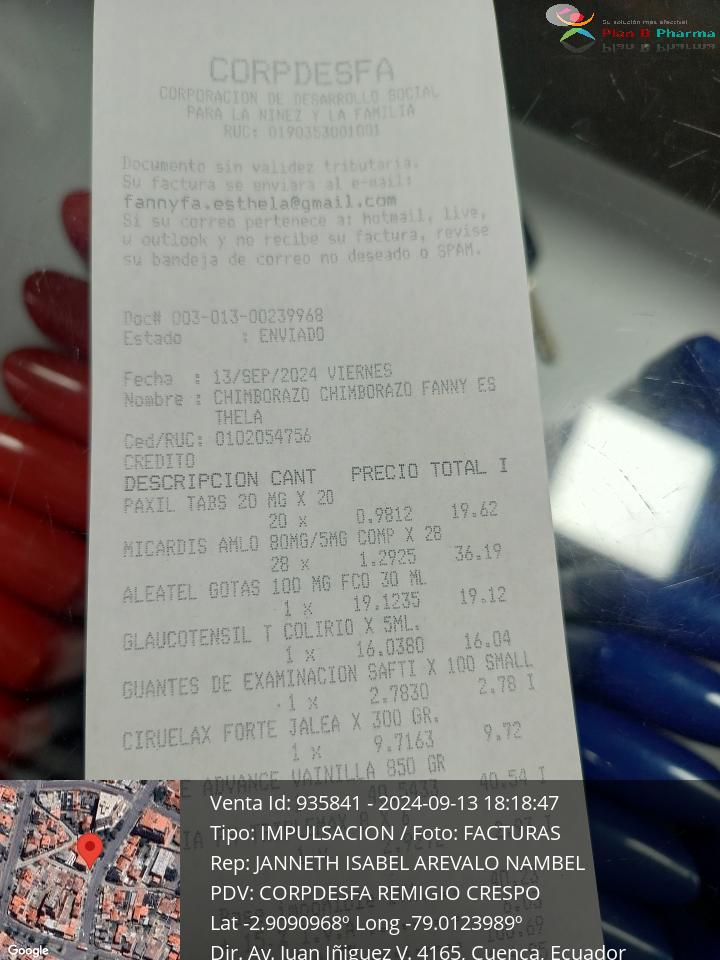 Su solución más efectiva!
Plan B Pharma
CORPDESFA
CORPORACION DE DESARROLLO SOCIAL
PARA LA NINEZ Y LA FAMILIA
RUC: 0190353001001
Documento sin validez tributaria.
Su factura se enviara al e-mail:
fannyfa.esthela@gmail.com
Si su correo pertenece a: hotmail, live,
u outlook y no recibe su factura, revise
su bandeja de correo no deseado o SPAM.
Doc# 003-013-00239968
Estado : ENVIADO
Fecha : 13/SEP/2024 VIERNES
Nombre : CHIMBORAZO CHIMBORAZO FANNY ES
THELA
Ced/RUC: 0102054756
CREDITO
DESCRIPCION CANT PRECIO TOTAL I
PAXIL TABS 20 MG X 20
20 x 0.9812 19.62
MICARDIS AMLO 80MG/5MG COMP X 28
28 x 1.2925 36.19
ALEATEL GOTAS 100 MG FCO 30 ML
1 x 19.1235 19.12
GLAUCOTENSIL T COLIRIO X 5ML.
1 x 16.0380 16.04
GUANTES DE EXAMINACION SAFTI X 100 SMALL
1 x 2.7830 2.78 I
CIRUELAX FORTE JALEA X 300 GR.
1 x 9.7163 9.72
ADVANCE VAINILLA 850 GR
40.5433 40.54 I
Venta Id: 935841 - 2024-09-13 18:18:47
Tipo: IMPULSACION / Foto: FACTURAS
Rep: JANNETH ISABEL AREVALO NAMBEL
PDV: CORPDESFA REMIGIO CRESPO
Lat -2.9090968° Long -79.0123989°
Dir. Av. Juan Iñiguez V. 4165, Cuenca, Ecuador
Google